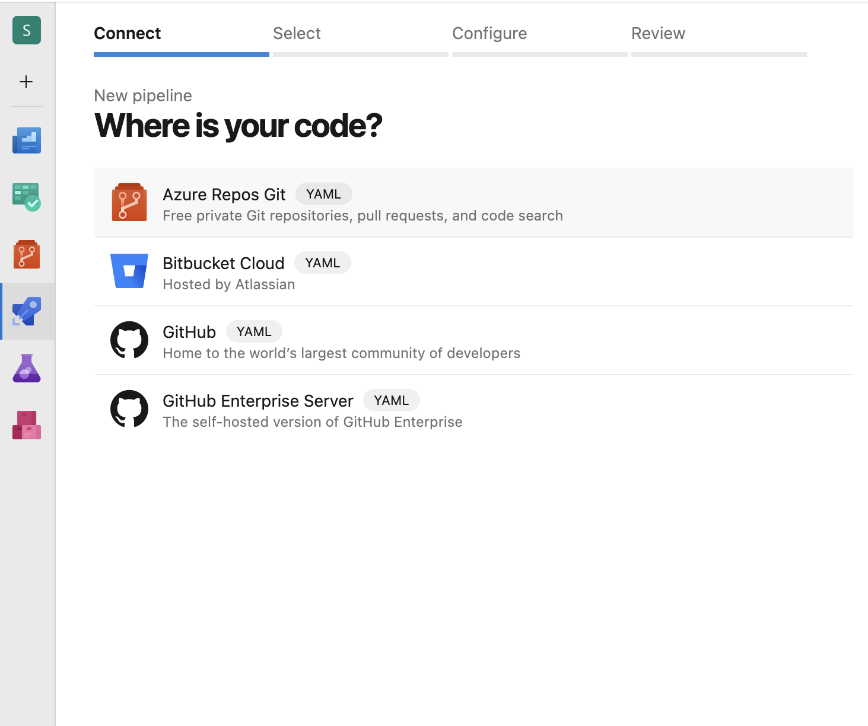 S
Connect Select Configure Review
New pipeline
Where is your code?
Azure Repos Git YAML
Free private Git repositories, pull requests, and code search
Bitbucket Cloud YAML
Hosted by Atlassian
GitHub YAML
Home to the world’s largest community of developers
GitHub Enterprise Server YAML
The self-hosted version of GitHub Enterprise